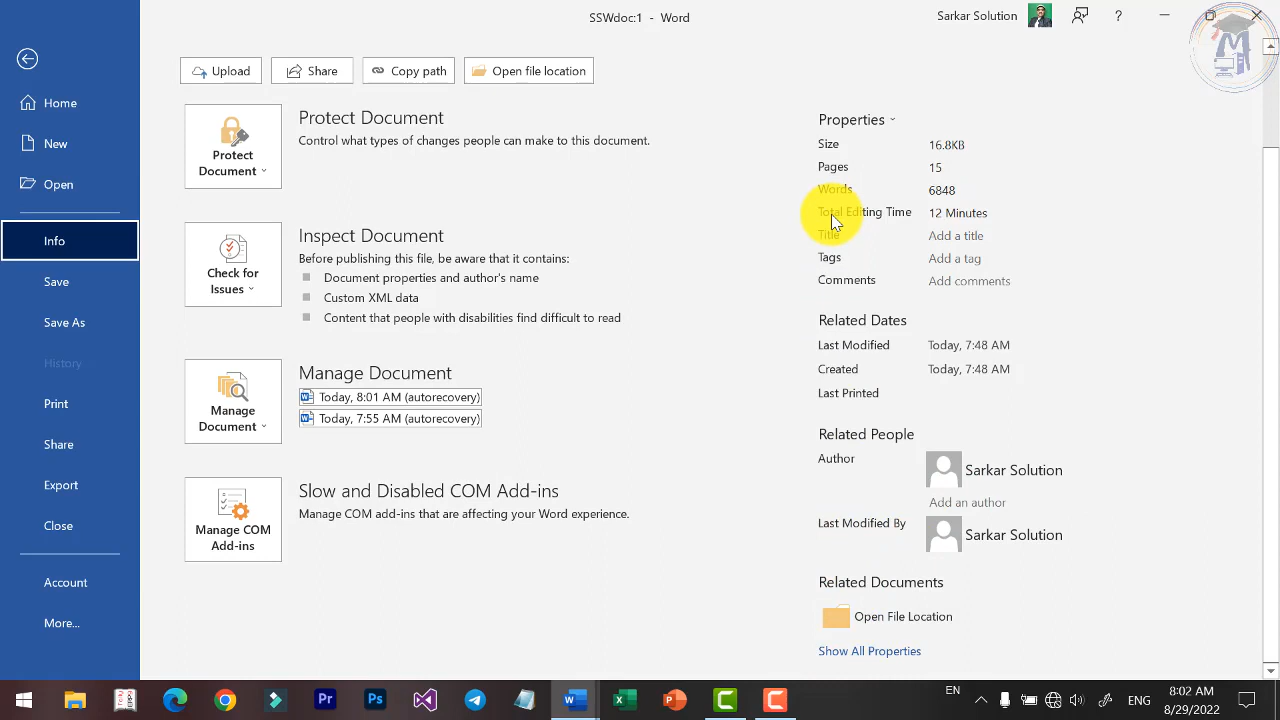 SSWdoc:1 - Word
Sarkar Solution
?
M
Home
New
Open
Info
Save
Save As
History
Print
Share
Export
Close
Account
More...
Upload
Share
Copy path
Open file location
Protect Document
Protect Document
Control what types of changes people can make to this document.
Check for Issues
Inspect Document
Before publishing this file, be aware that it contains:
Document properties and author's name
Custom XML data
Content that people with disabilities find difficult to read
Manage Document
Manage Document
Today, 8:01 AM (autorecovery)
Today, 7:55 AM (autorecovery)
Manage COM Add-ins
Slow and Disabled COM Add-ins
Manage COM add-ins that are affecting your Word experience.
Properties
Size 16.8KB
Pages 15
Words 6848
Total Editing Time 12 Minutes
Title Add a title
Tags Add a tag
Comments Add comments
Related Dates
Last Modified Today, 7:48 AM
Created Today, 7:48 AM
Last Printed
Related People
Author Sarkar Solution
Add an author
Last Modified By Sarkar Solution
Related Documents
Open File Location
Show All Properties
Pr
Ps
EN
ENG
8:02 AM
8/29/2022